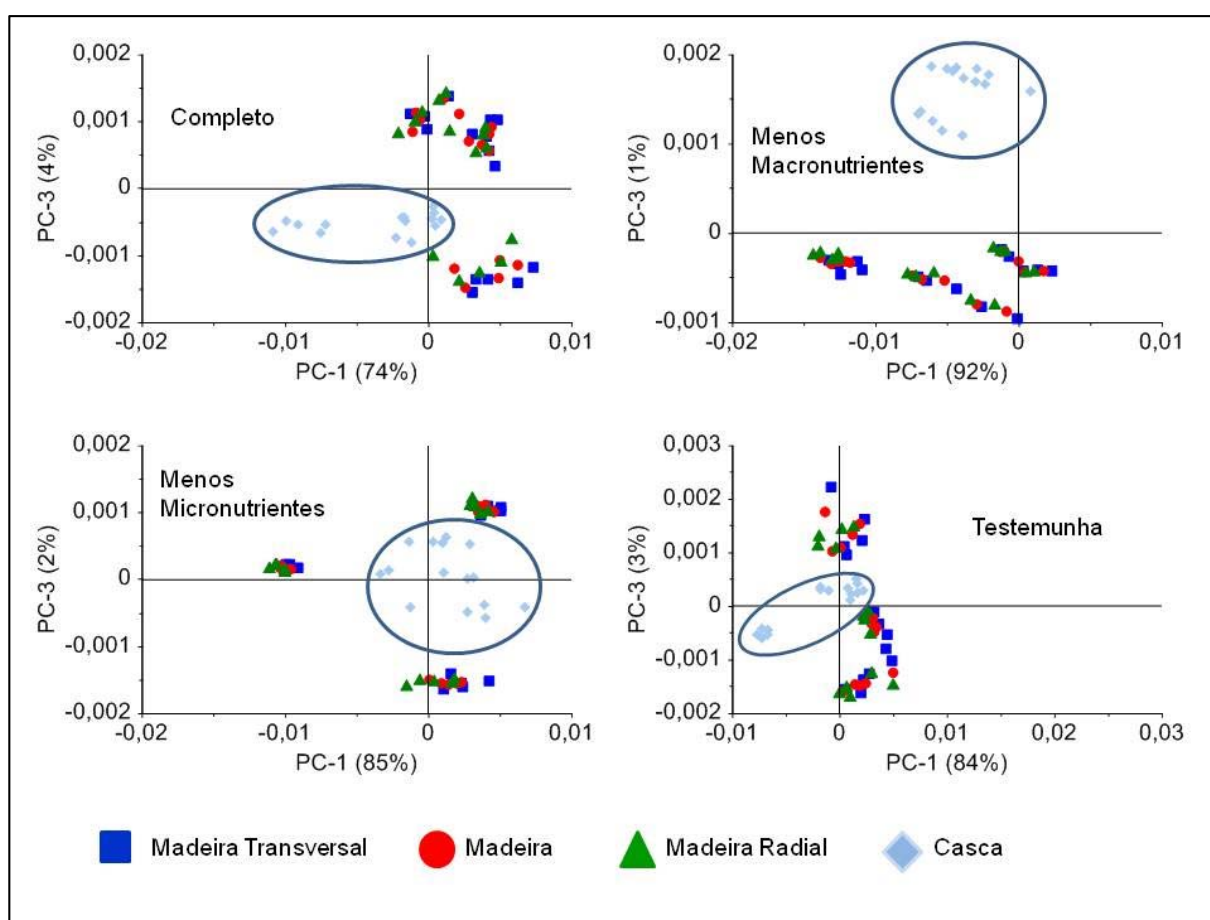 Completo
0,002
0,001
0
-0,001
-0,002
PC-3 (4%)
-0,02
-0,01
0
0,01
PC-1 (74%)
Menos
Macronutrientes
0,002
0,001
0
-0,001
PC-3 (1%)
-0,02
-0,01
0
0,01
PC-1 (92%)
Menos
Micronutrientes
0,002
0,001
0
-0,001
-0,002
PC-3 (2%)
-0,02
-0,01
0
0,01
PC-1 (85%)
Testemunha
0,003
0,002
0,001
0
-0,001
-0,002
PC-3 (3%)
-0,01
0
0,01
0,02
0,03
PC-1 (84%)
Madeira Transversal
Madeira
Madeira Radial
Casca